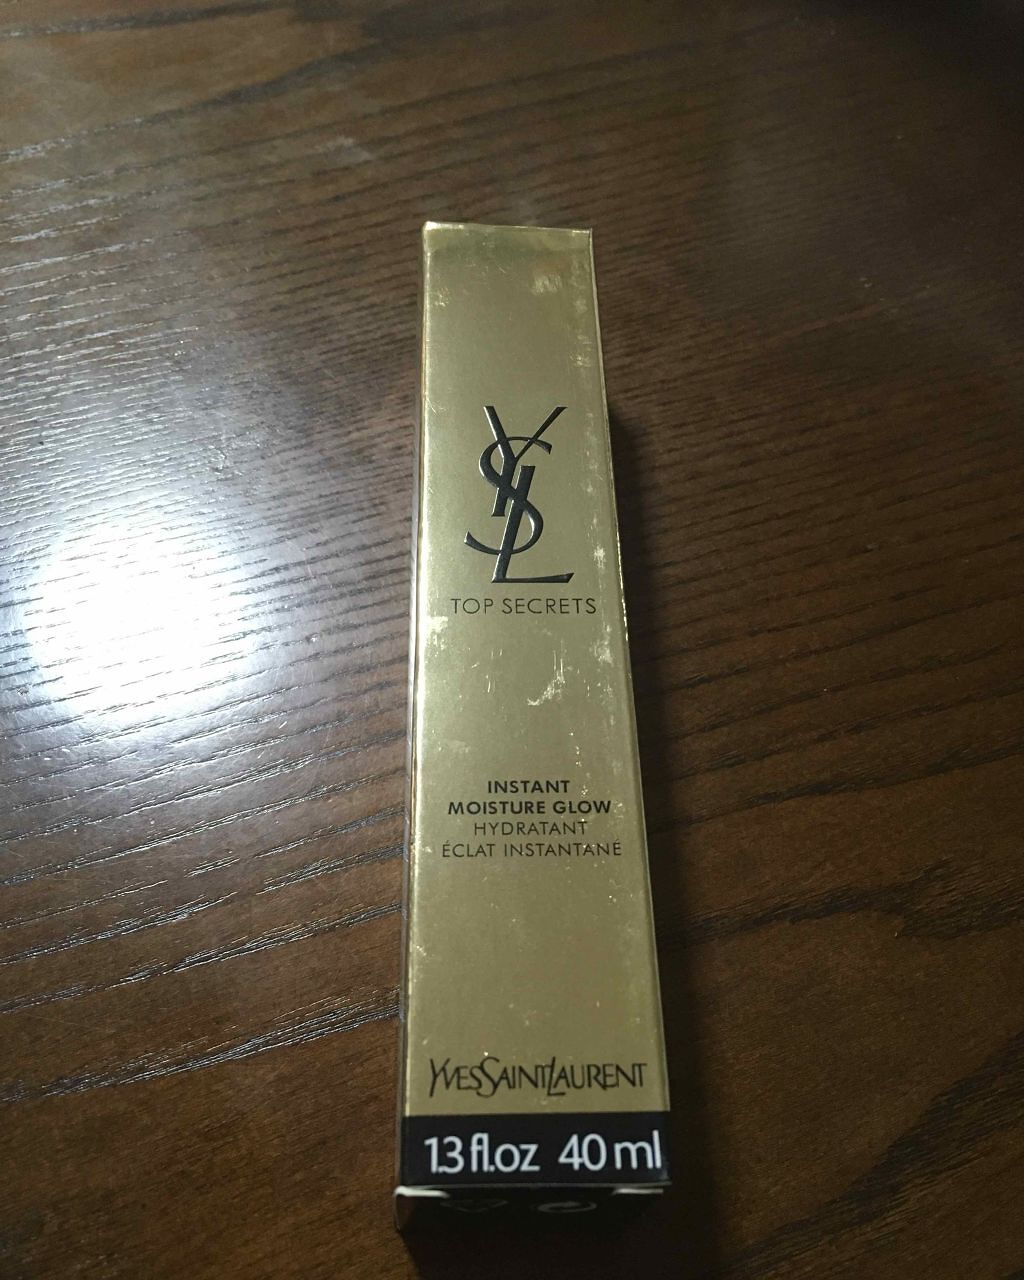 YSL
TOP SECRETS
INSTANT
MOISTURE GLOW
HYDRATANT
ÉCLAT INSTANTANÉ
YVESSAINTLAURENT
1.3 fl.oz 40 ml